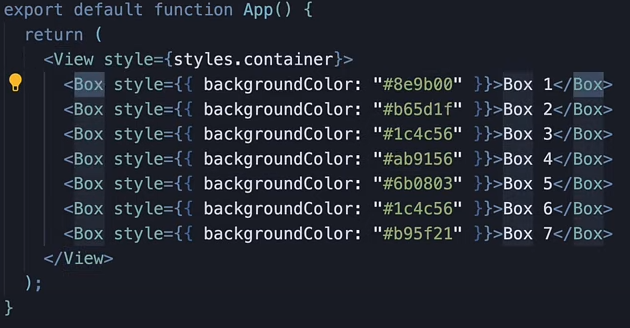 export default function App() {
return (
<View style={styles.container}>
<Box style={{ backgroundColor: "#8e9b00" }}>Box 1</Box>
<Box style={{ backgroundColor: "#b65d1f" }}>Box 2</Box>
<Box style={{ backgroundColor: "#1c4c56" }}>Box 3</Box>
<Box style={{ backgroundColor: "#ab9156" }}>Box 4</Box>
<Box style={{ backgroundColor: "#6b0803" }}>Box 5</Box>
<Box style={{ backgroundColor: "#1c4c56" }}>Box 6</Box>
<Box style={{ backgroundColor: "#b95f21" }}>Box 7</Box>
</View>
);
}